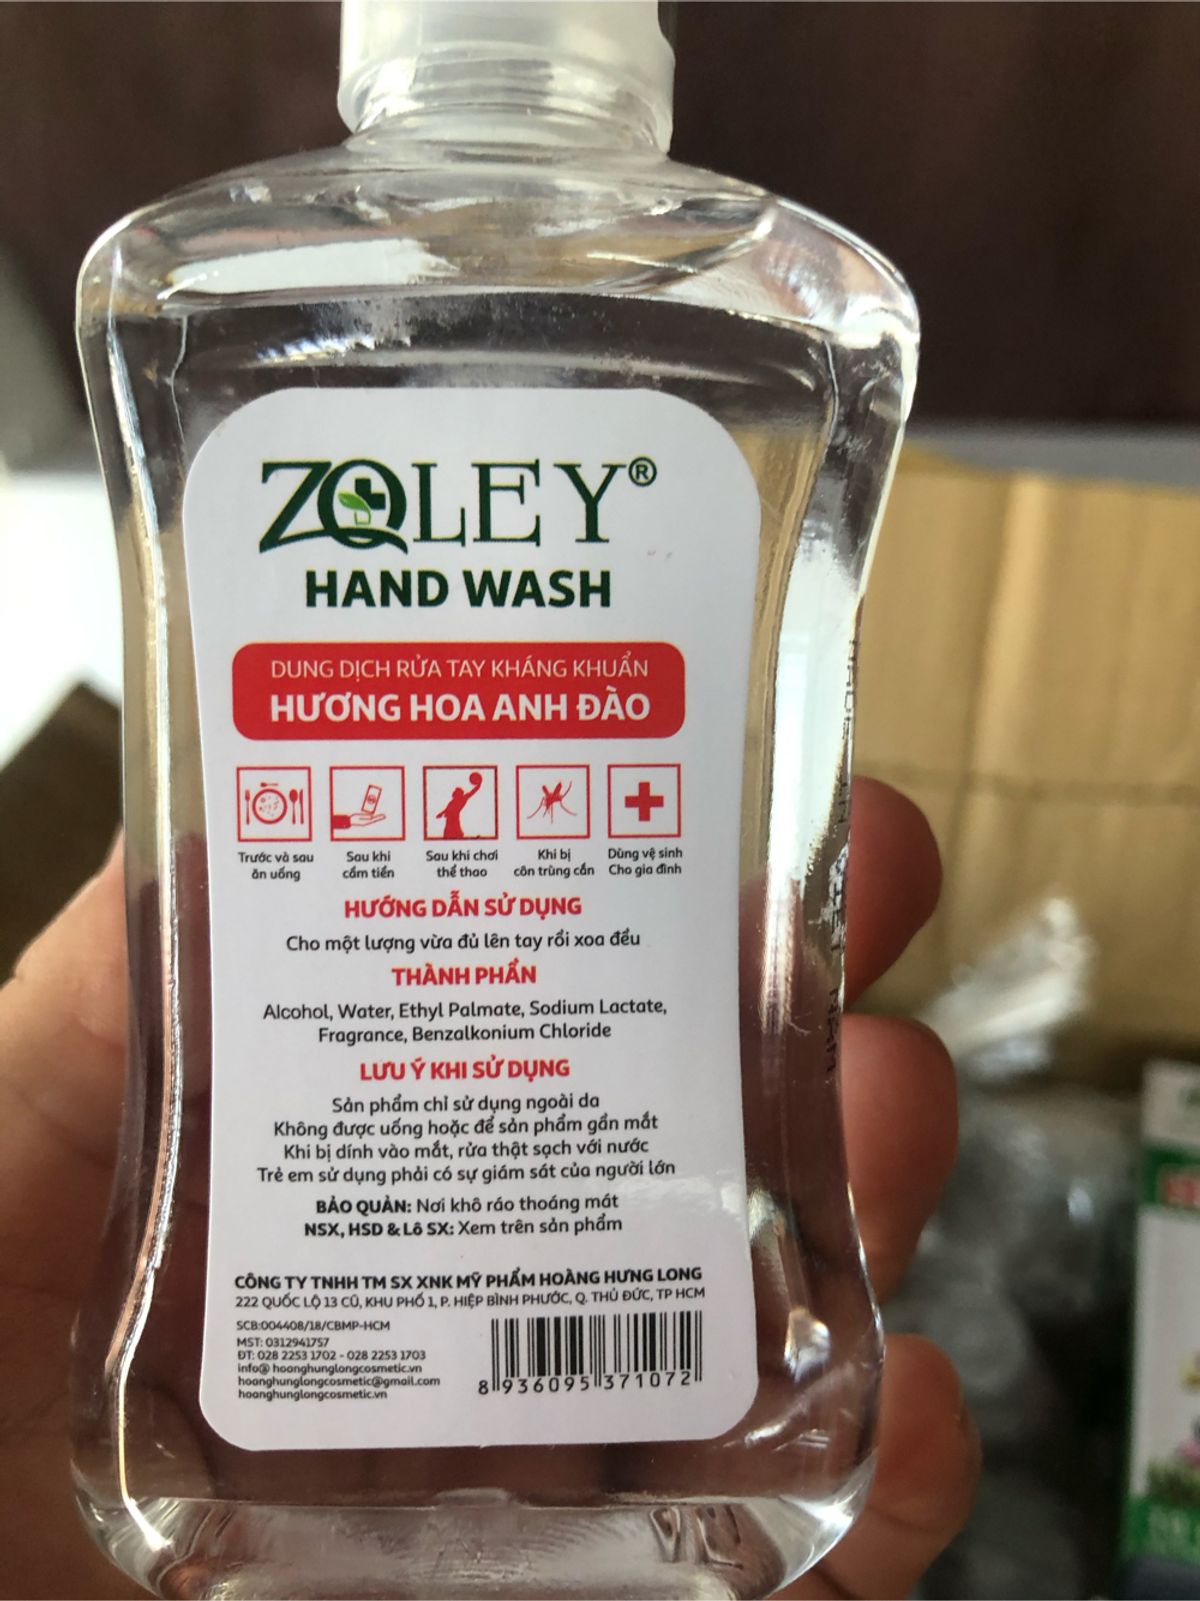 ZOLEY®
HAND WASH
DUNG DỊCH RỬA TAY KHÁNG KHUẨN
HƯƠNG HOA ANH ĐÀO
Trước và sau ăn uống
Sau khi cầm tiền
Sau khi chơi thể thao
Khi bị côn trùng cắn
Dùng vệ sinh Cho gia đình
HƯỚNG DẪN SỬ DỤNG
Cho một lượng vừa đủ lên tay rồi xoa đều
THÀNH PHẦN
Alcohol, Water, Ethyl Palmate, Sodium Lactate,
Fragrance, Benzalkonium Chloride
LƯU Ý KHI SỬ DỤNG
Sản phẩm chỉ sử dụng ngoài da
Không được uống hoặc để sản phẩm gần mắt
Khi bị dính vào mắt, rửa thật sạch với nước
Trẻ em sử dụng phải có sự giám sát của người lớn
BẢO QUẢN: Nơi khô ráo thoáng mát
NSX, HSD & Lô SX: Xem trên sản phẩm
CÔNG TY TNHH TM SX XNK MỸ PHẨM HOÀNG HƯNG LONG
222 QUỐC LỘ 13 CŨ, KHU PHỐ 1, P. HIỆP BÌNH PHƯỚC, Q. THỦ ĐỨC, TP HCM
SCB:004408/18/CBMP-HCM
MST: 0312941757
ĐT: 028 2253 1702 - 028 2253 1703
info@ hoanghunglongcosmetic.vn
hoanghunglongcosmetic@gmail.com
hoanghunglongcosmetic.vn
8 936095 371072